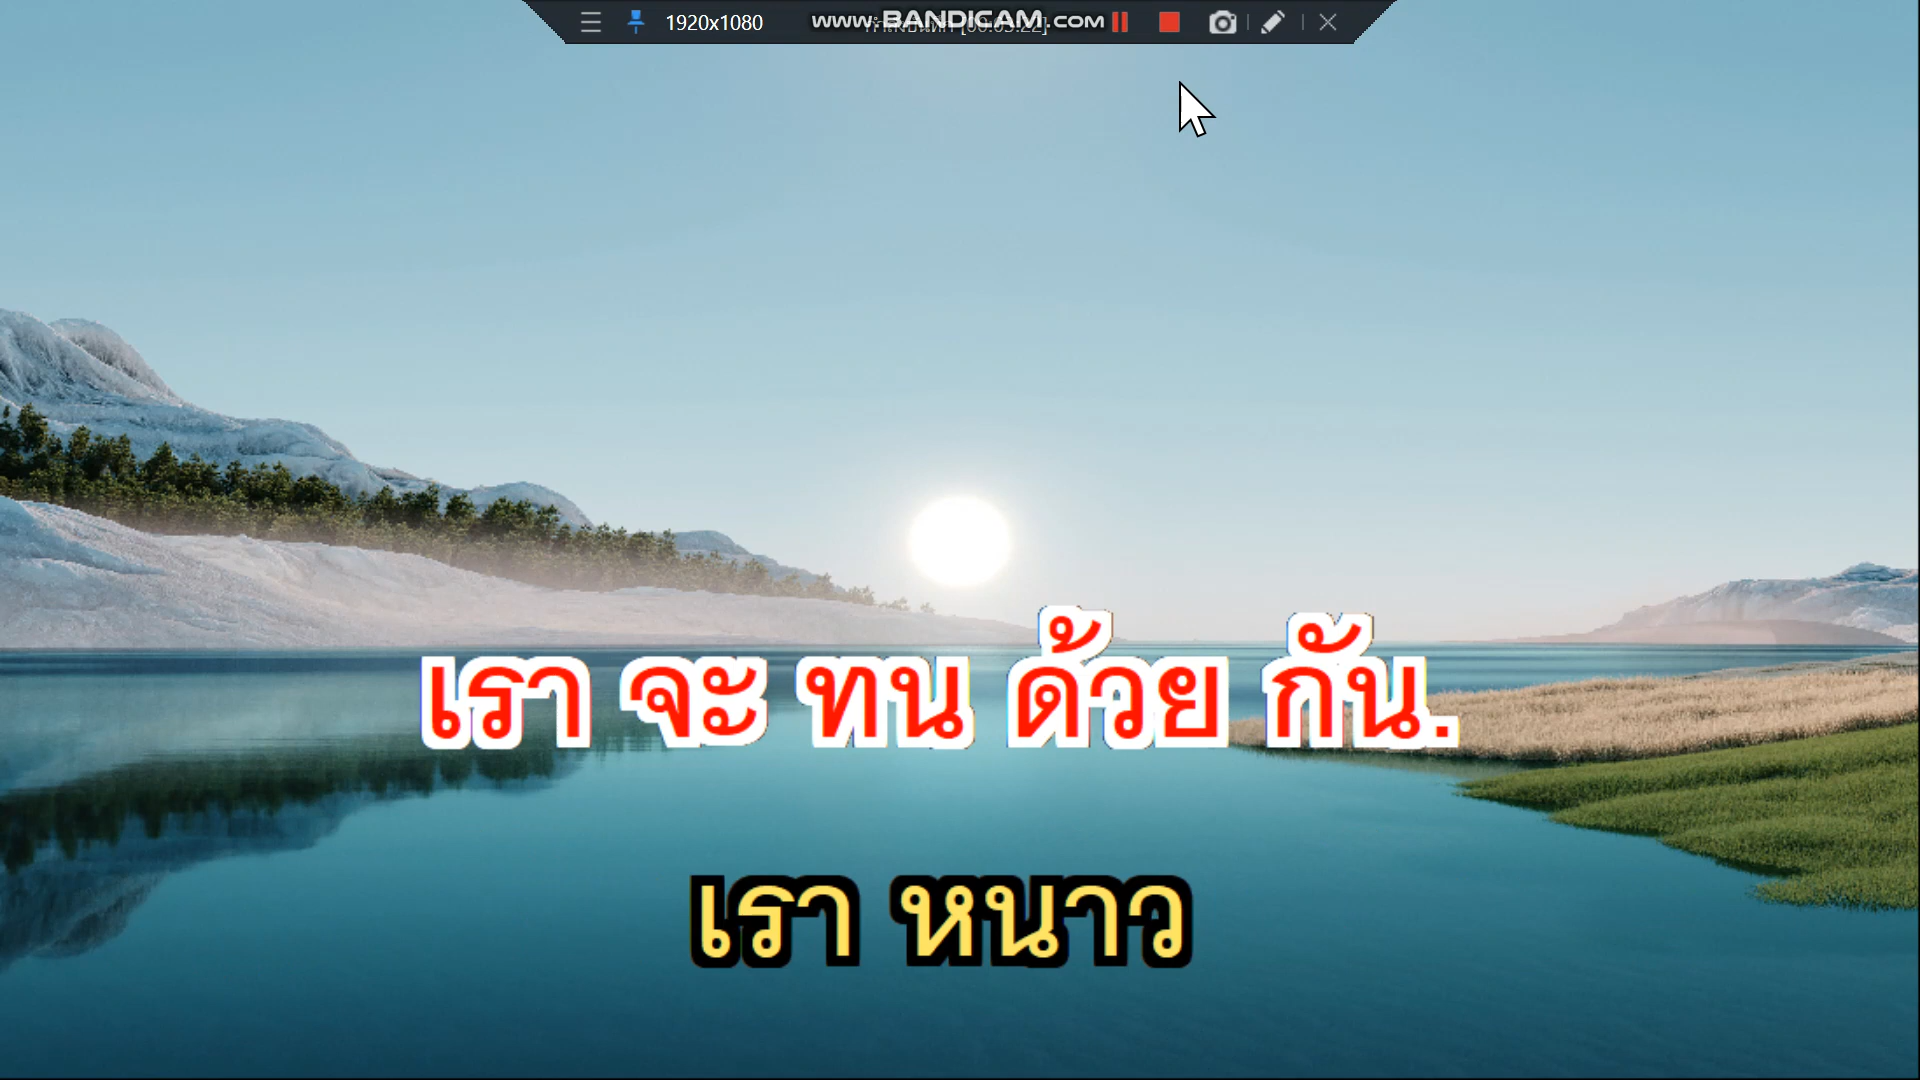 1920x1080
www.BANDICAM.COM
เรา จะ ทน ด้วย กัน.
เรา หนาว